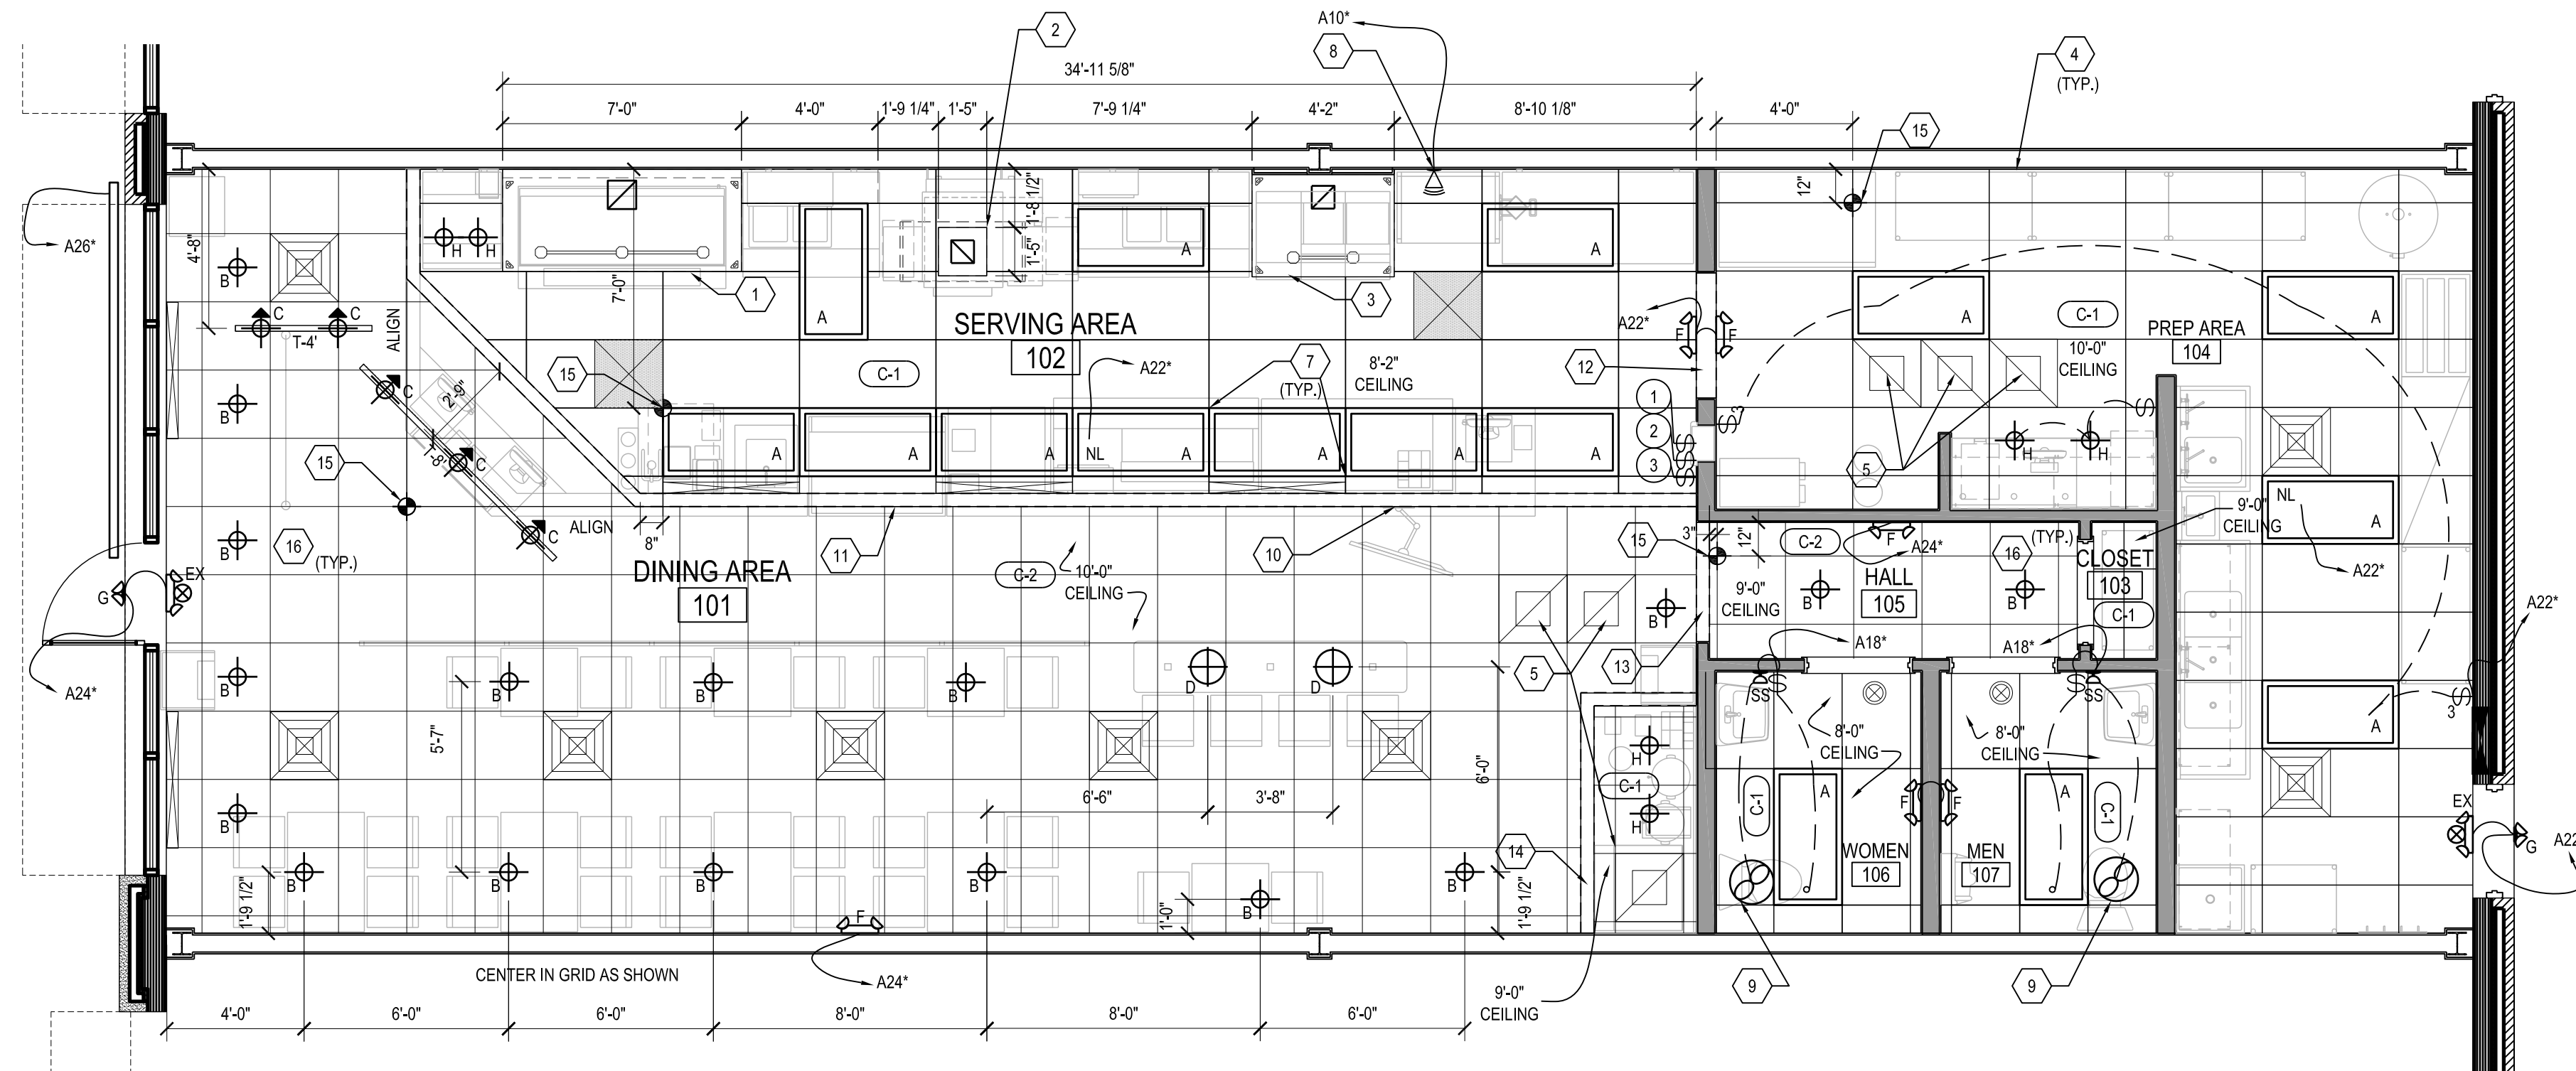 A10*
2
8
4
(TYP.)
34'-11 5/8"
7'-0"
4'-0"
1'-9 1/4"
1'-5"
7'-9 1/4"
4'-2"
8'-10 1/8"
4'-0"
15
12"
1'-8 1/2"
1'-5"
4'-8"
A26*
B
H
H
A
A
A
7'-0"
1
3
A22*
F
F
C
C
T-4'
ALIGN
SERVING AREA
102
C-1
A22*
7
(TYP.)
8'-2"
CEILING
12
A
C-1
PREP AREA
104
10'-0"
CEILING
A
15
B
C
2'-9"
T-8'
C
1
2
3
S
S
S
S
3
S
A
A
A
NL
A
A
A
A
H
H
5
15
NL
A
9'-0"
CEILING
16
(TYP.)
B
C
ALIGN
8"
11
10
15
3"
12"
C-2
F
A24*
16
(TYP.)
CLOSET
103
C-1
A22*
DINING AREA
101
C-2
10'-0"
CEILING
9'-0"
CEILING
B
HALL
105
B
EX
G
A24*
B
13
5
A18*
A18*
A22*
B
B
B
B
D
D
S
SS
S
SS
S
3
A
5'-7"
6'-0"
8'-0"
CEILING
8'-0"
CEILING
H
C-1
H
6'-6"
3'-8"
B
C-1
A
F
F
A
C-1
EX
G
14
WOMEN
106
MEN
107
B
B
B
B
B
B
1'-9 1/2"
1'-0"
1'-9 1/2"
F
CENTER IN GRID AS SHOWN
A24*
9'-0"
CEILING
9
9
4'-0"
6'-0"
6'-0"
8'-0"
8'-0"
6'-0"